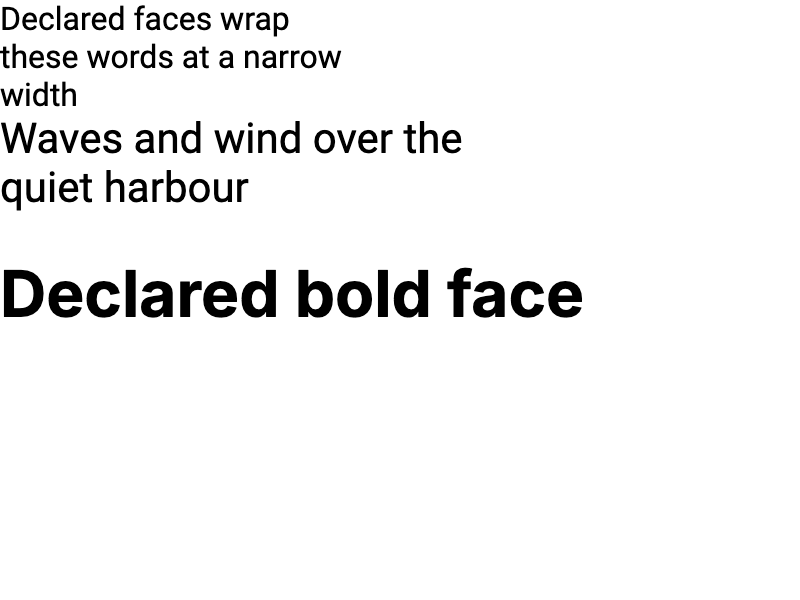 Declared faces wrap
these words at a narrow
width
Waves and wind over the
quiet harbour
Declared bold face